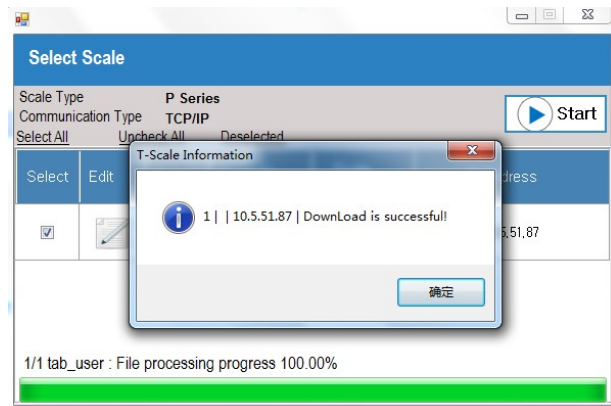 Select Scale
Scale Type P Series
Communication Type TCP/IP
Start
Select All Uncheck All Deselected
T-Scale Information
Select Edit dress
1 | | 10.5.51.87 | DownLoad is successful!
5,51,87
确定
1/1 tab_user : File processing progress 100.00%